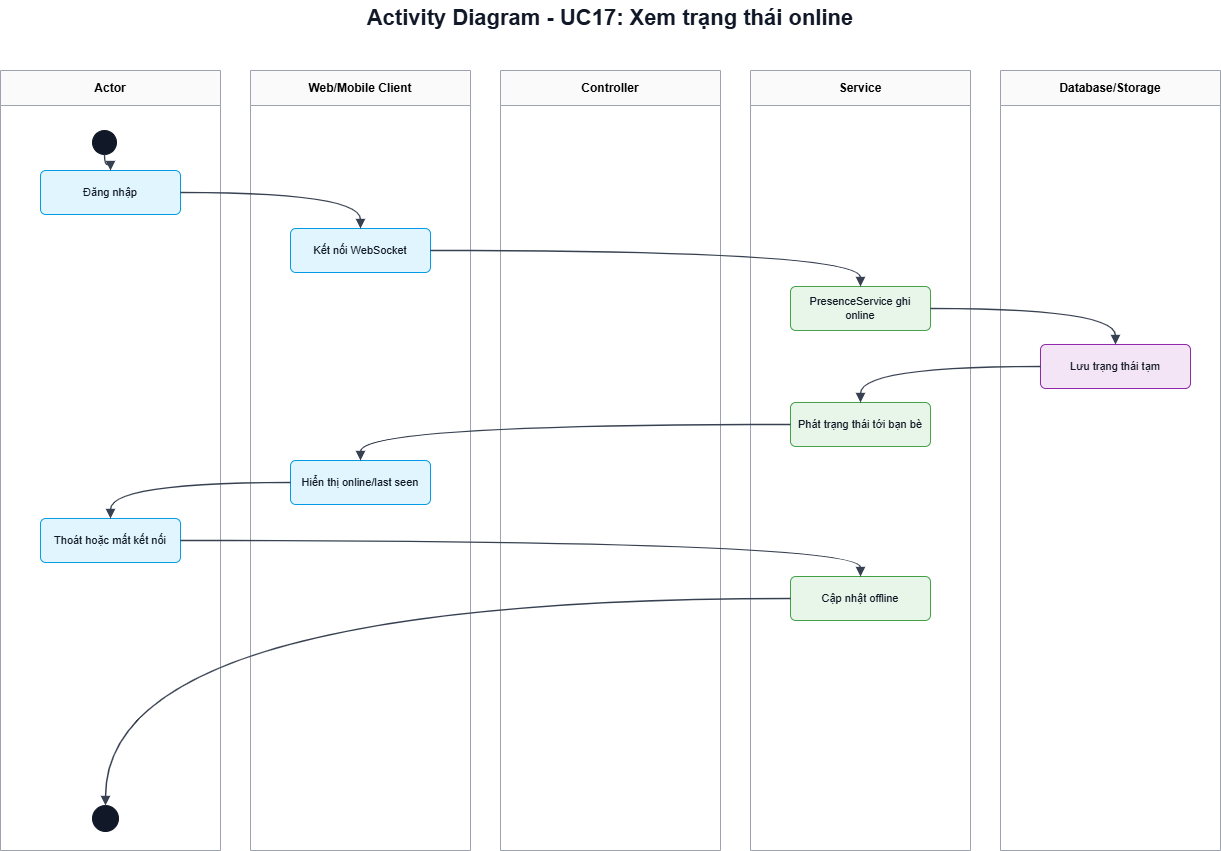 Activity Diagram - UC17: Xem trạng thái online
Actor
Web/Mobile Client
Controller
Service
Database/Storage
Đăng nhập
Kết nối WebSocket
PresenceService ghi
online
Lưu trạng thái tạm
Phát trạng thái tới bạn bè
Hiển thị online/last seen
Thoát hoặc mất kết nối
Cập nhật offline